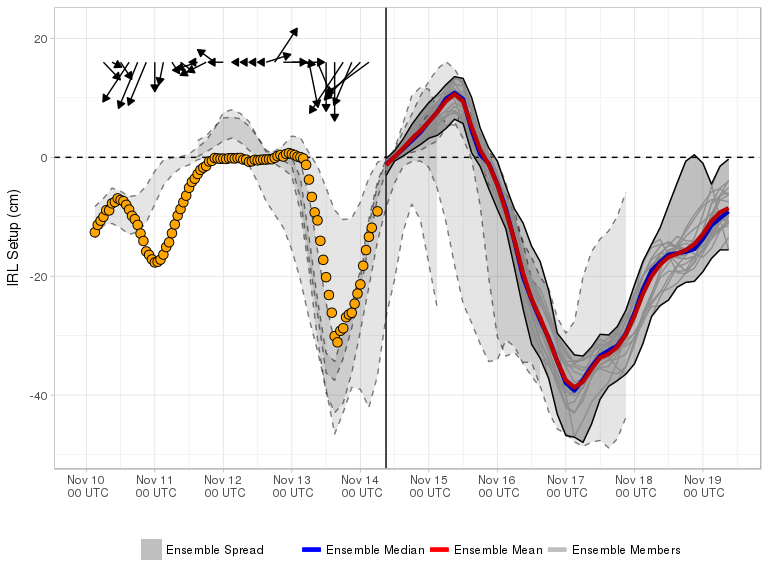 IRL Setup (cm)
20
0
-20
-40
Nov 10 Nov 11 Nov 12 Nov 13 Nov 14 Nov 15 Nov 16 Nov 17 Nov 18 Nov 19
00 UTC 00 UTC 00 UTC 00 UTC 00 UTC 00 UTC 00 UTC 00 UTC 00 UTC 00 UTC
Ensemble Spread Ensemble Median Ensemble Mean Ensemble Members